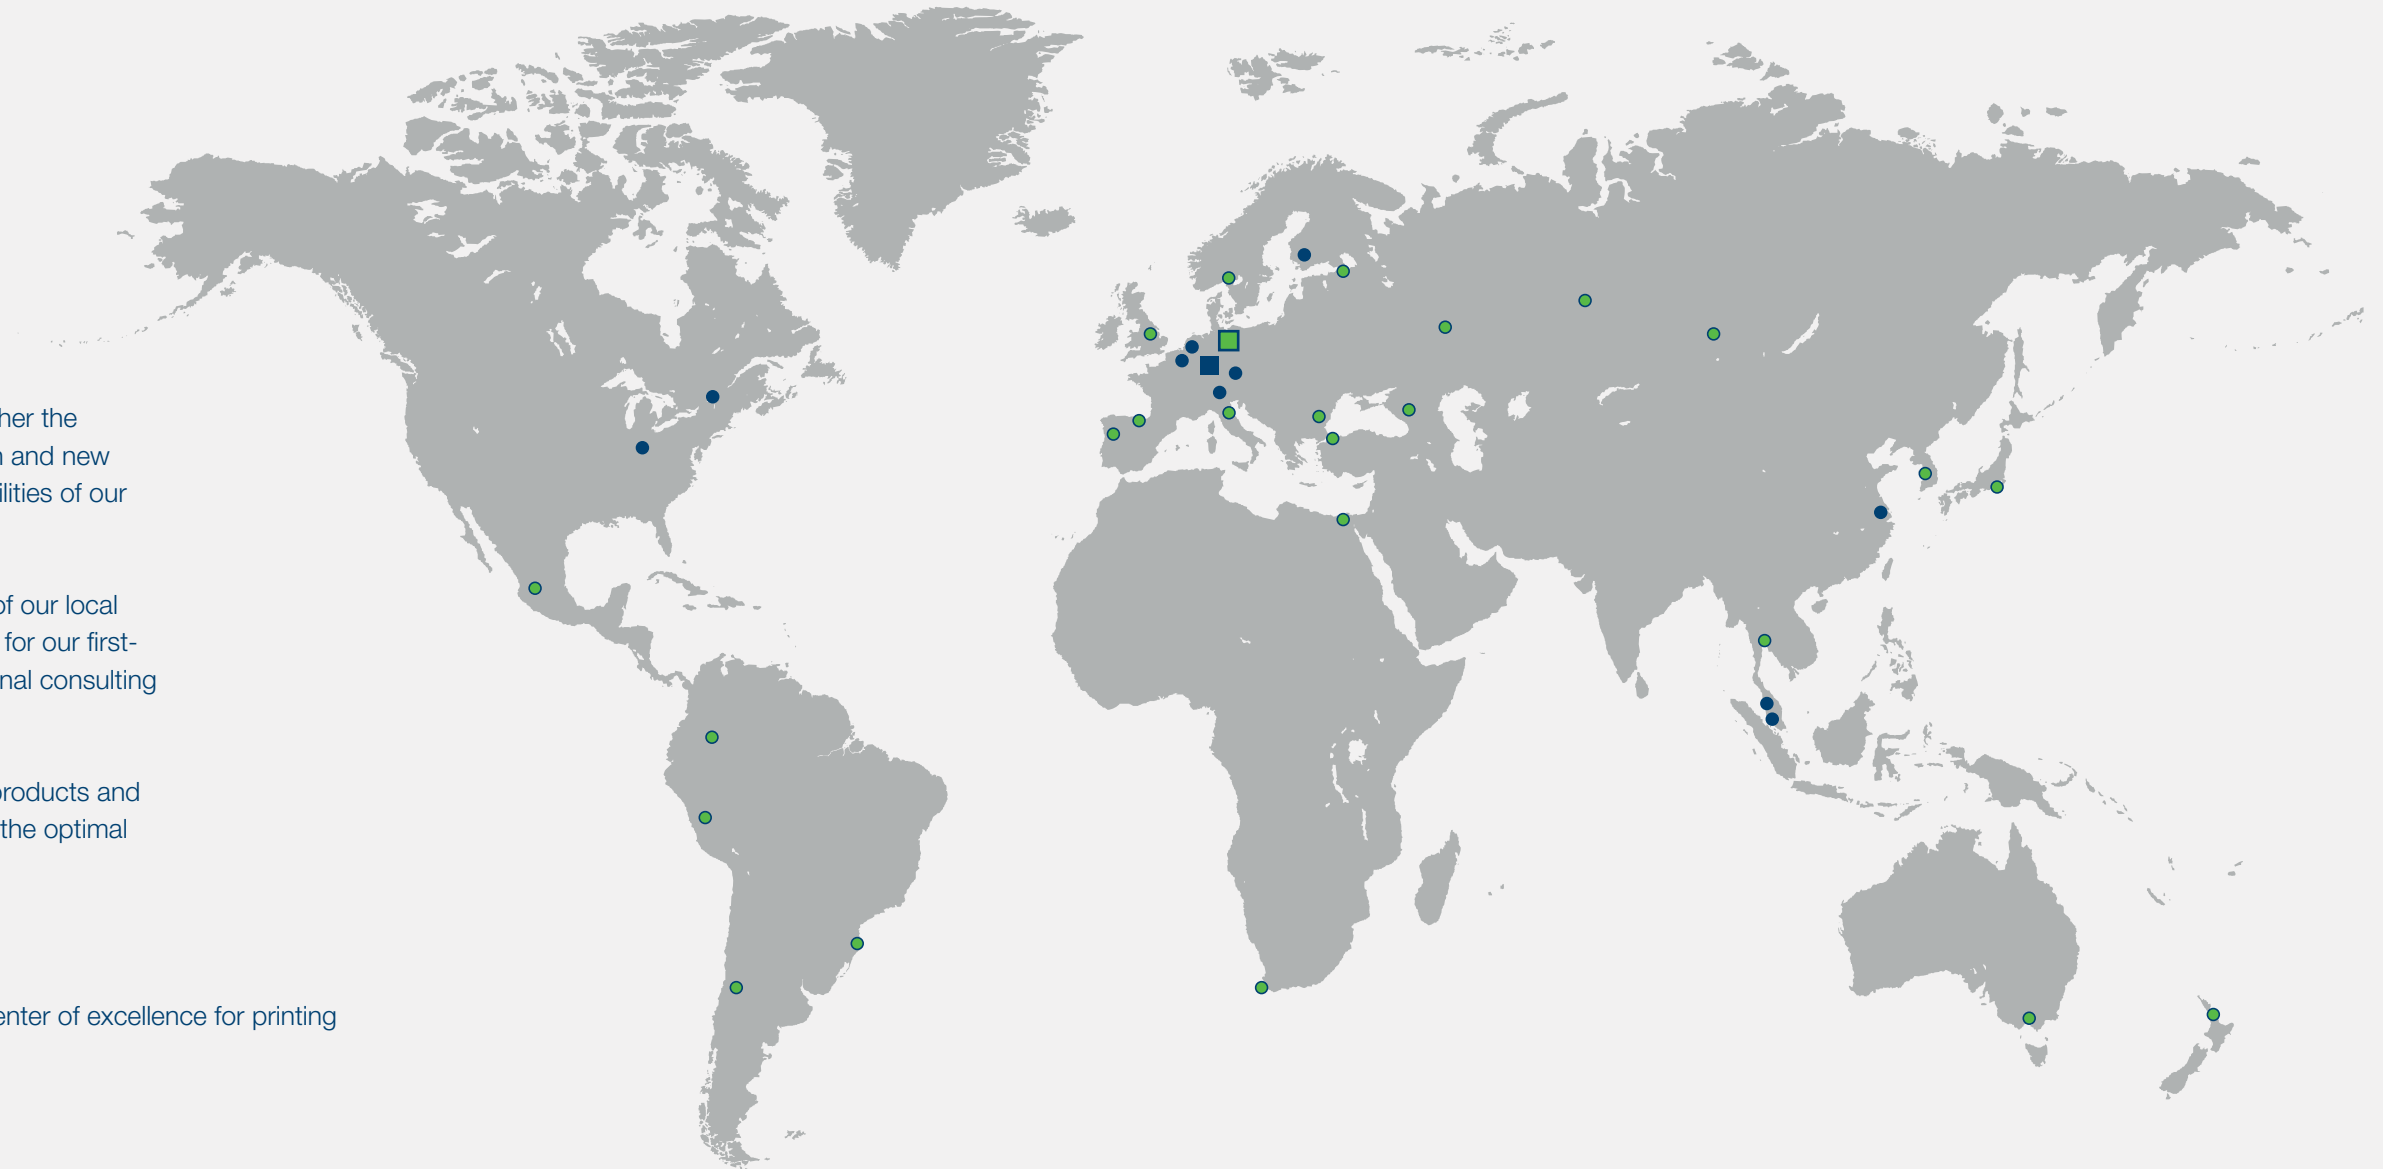 her the
and new
ilities of our
of our local
for our first-
nal consulting
products and
the optimal
enter of excellence for printing